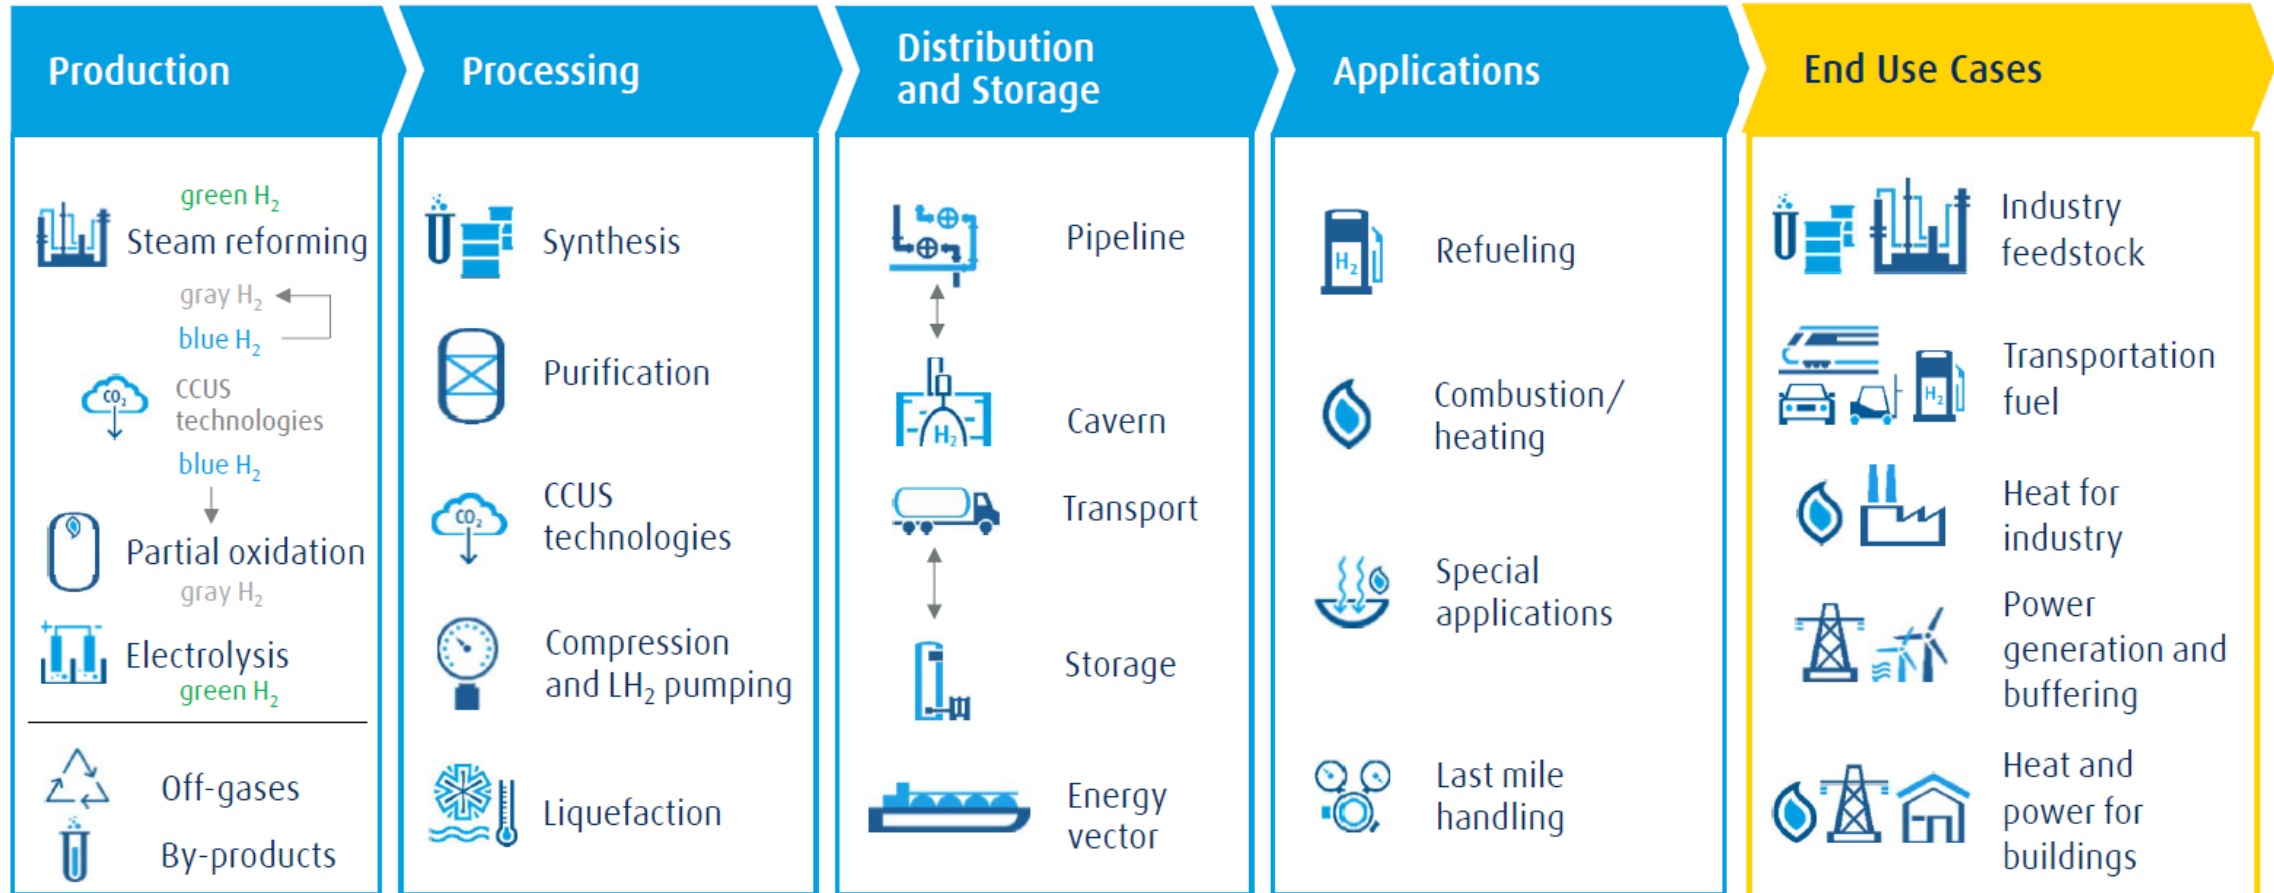 Production
green H₂
Steam reforming
gray H₂
blue H₂
CO₂
CCUS
technologies
blue H₂
Partial oxidation
gray H₂
+ −
Electrolysis
green H₂
Off-gases
By-products
Processing
Synthesis
Purification
CO₂
CCUS
technologies
Compression
and LH₂ pumping
Liquefaction
Distribution
and Storage
Pipeline
H₂
Cavern
Transport
Storage
Energy
vector
Applications
H₂
Refueling
Combustion/
heating
Special
applications
Last mile
handling
End Use Cases
Industry
feedstock
H₂
Transportation
fuel
Heat for
industry
Power
generation and
buffering
Heat and
power for
buildings